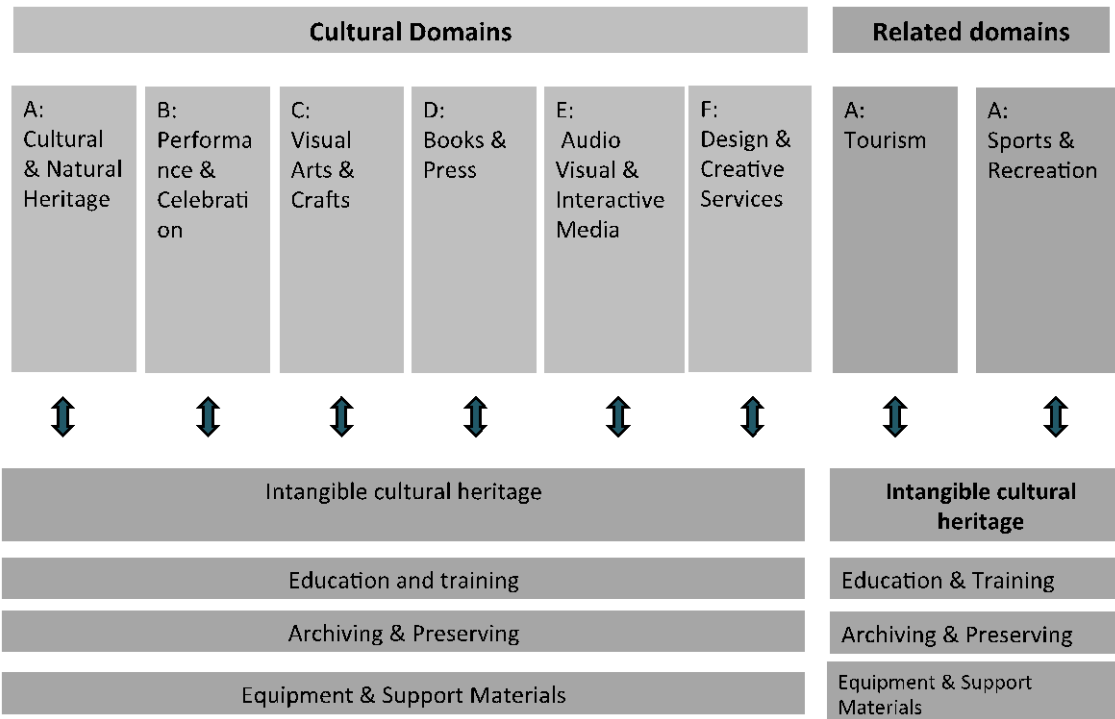 Cultural Domains
Related domains
A:
Cultural
& Natural
Heritage
B:
Performa
nce &
Celebrati
on
C:
Visual
Arts &
Crafts
D:
Books &
Press
E:
Audio
Visual &
Interactive
Media
F:
Design &
Creative
Services
A:
Tourism
A:
Sports &
Recreation
Intangible cultural heritage
Intangible cultural
heritage
Education and training
Education & Training
Archiving & Preserving
Archiving & Preserving
Equipment & Support Materials
Equipment & Support
Materials